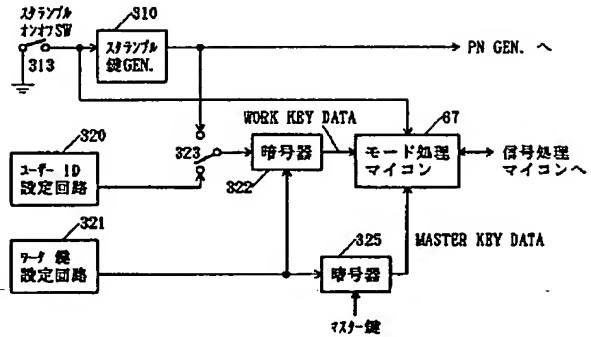 スクランブル
オンオフSW
313
310
スクランブル
鍵GEN.
PN GEN. へ
320
ユーザー ID
設定回路
323
322
暗号器
WORK KEY DATA
67
モード処理
マイコン
信号処理
マイコンへ
321
ワーク 鍵
設定回路
325
暗号器
MASTER KEY DATA
マスター鍵